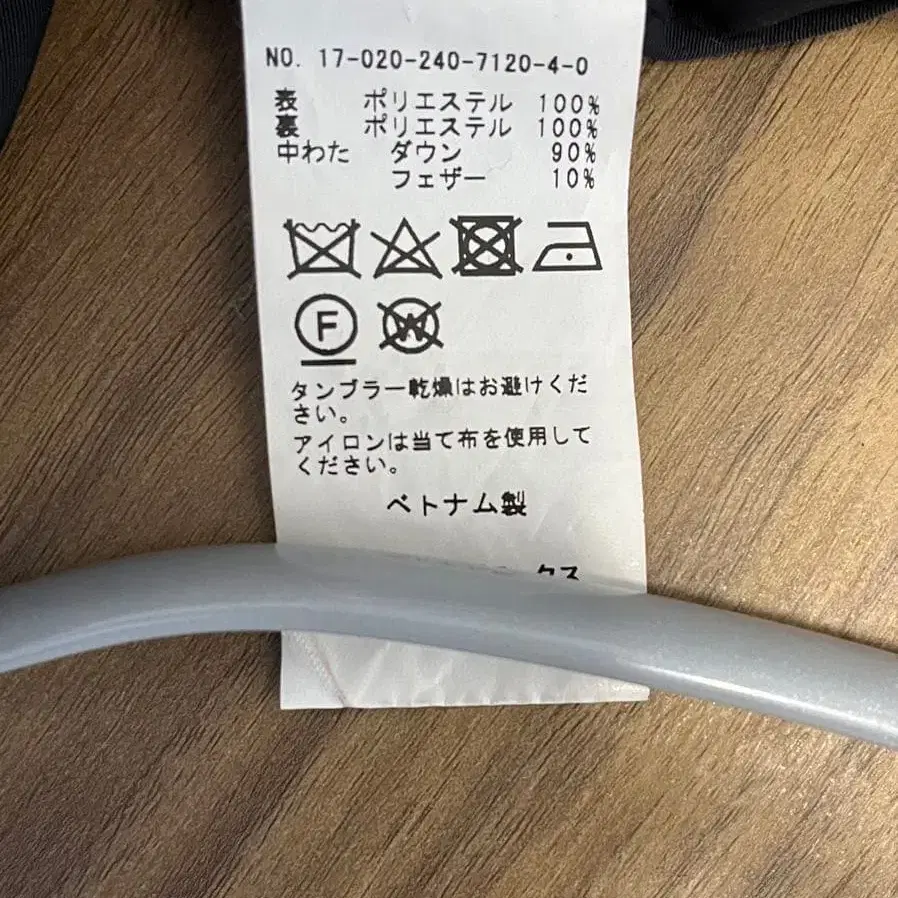 NO. 17-020-240-7120-4-0
表 ポリエステル 100%
裏 ポリエステル 100%
中わた ダウン 90%
フェザー 10%
F W
タンブラー乾燥はお避けくだ
さい。
アイロンは当て布を使用して
ください。
ベトナム製